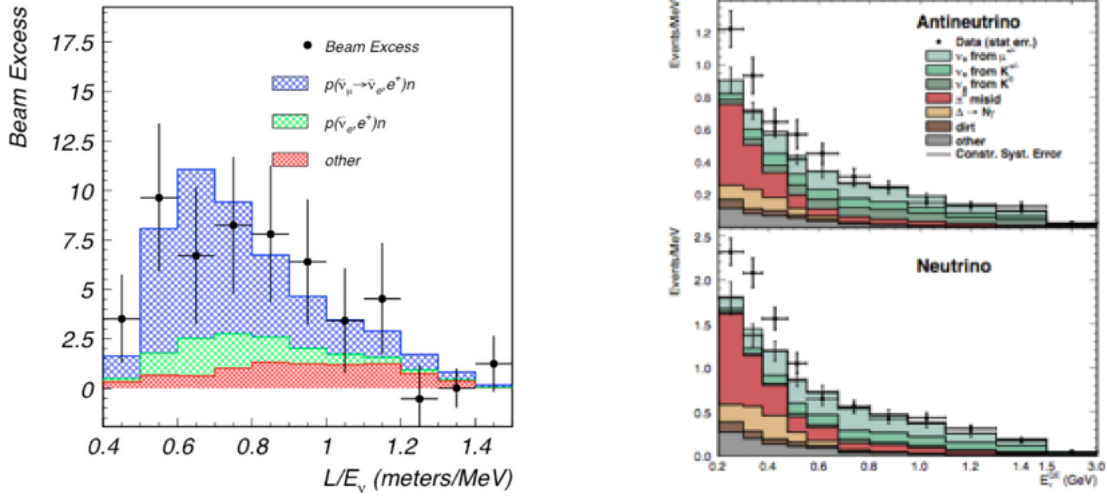 Beam Excess
17.5
15
12.5
10
7.5
5
2.5
0
Beam Excess
p(ν̄μ→ν̄e,e+)n
p(ν̄e,e+)n
other
0.4 0.6 0.8 1 1.2 1.4
L/Eν (meters/MeV)
Events/MeV
1.2
1.0
0.8
0.6
0.4
0.2
Antineutrino
Data (stat err.)
νe from μ+/-
νe from K+/-
νe from K0
π0 misid
Δ → Nγ
dirt
other
Constr. Syst. Error
Events/MeV
2.5
2.0
1.5
1.0
0.5
0.0
Neutrino
0.2 0.4 0.6 0.8 1.0 1.2 1.4 1.5 3.0
EνQE (GeV)